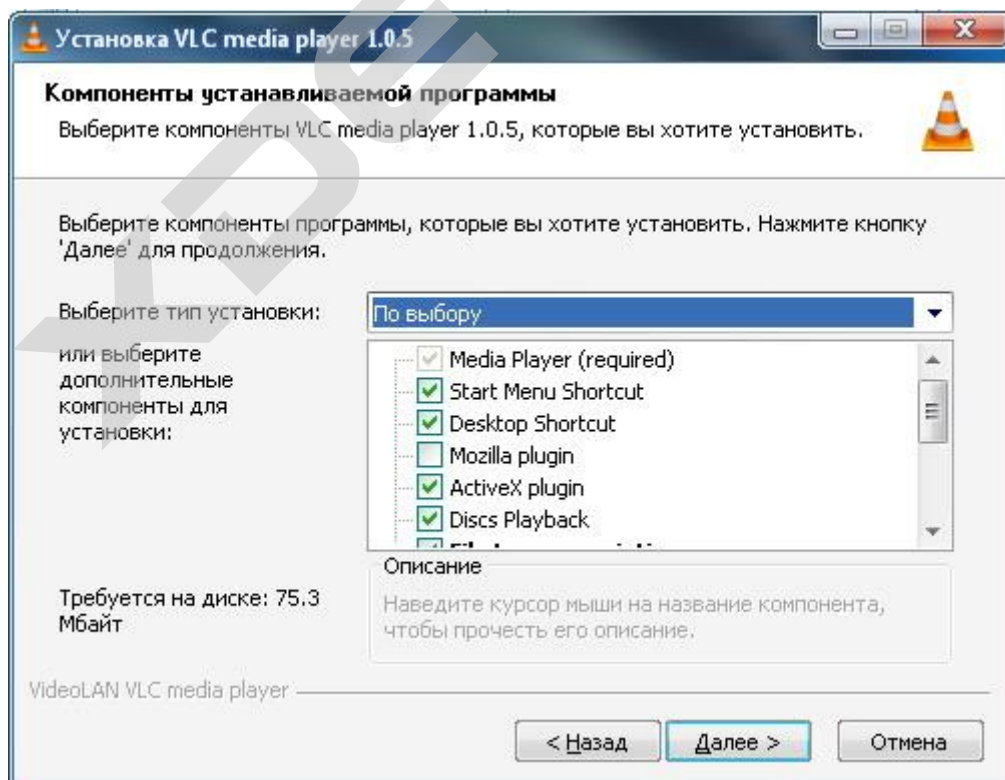 Установка VLC media player 1.0.5
Компоненты устанавливаемой программы
Выберите компоненты VLC media player 1.0.5, которые вы хотите установить.
Выберите компоненты программы, которые вы хотите установить. Нажмите кнопку
'Далее' для продолжения.
Выберите тип установки:
По выбору
или выберите
дополнительные
компоненты для
установки:
Media Player (required)
Start Menu Shortcut
Desktop Shortcut
Mozilla plugin
ActiveX plugin
Discs Playback
Требуется на диске: 75.3
Мбайт
Описание
Наведите курсор мыши на название компонента,
чтобы прочесть его описание.
VideoLAN VLC media player
< Назад
Далее >
Отмена